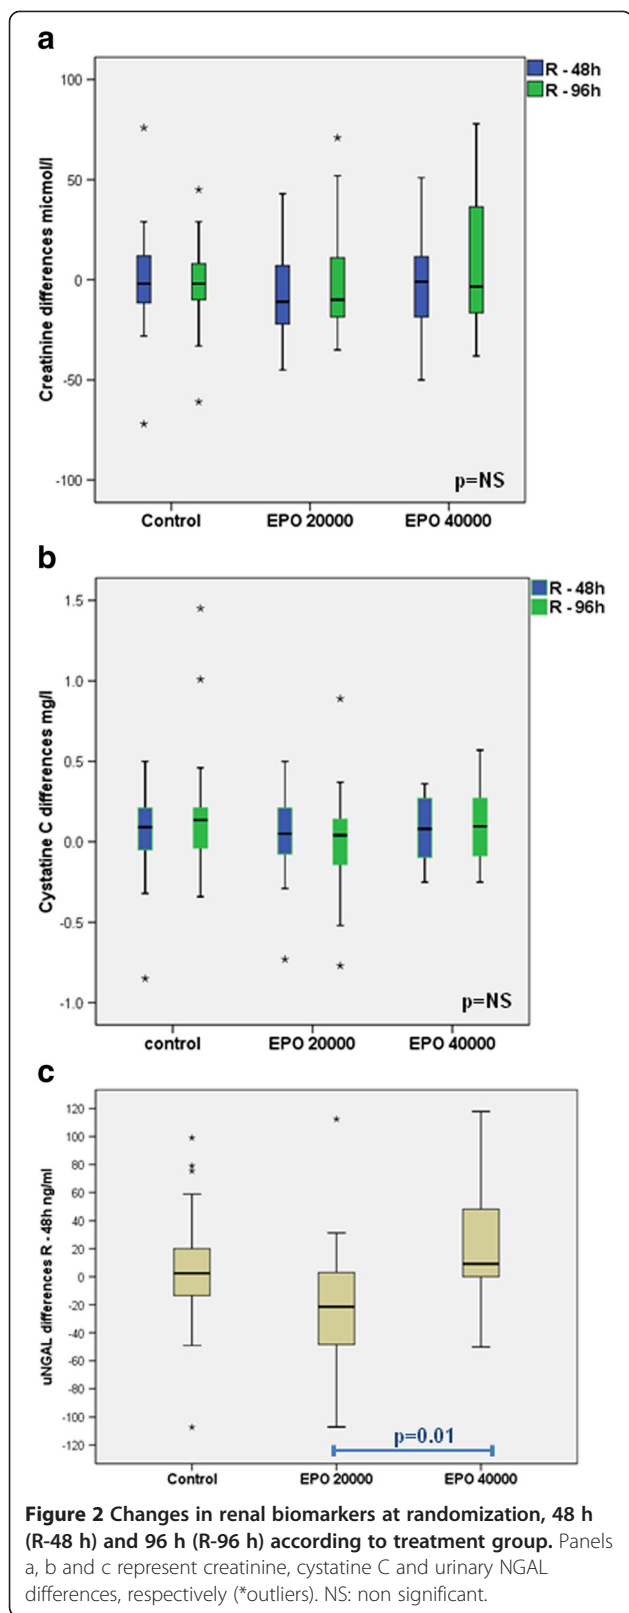 a
R - 48h
R - 96h
Creatinine differences micmol/l
100
50
0
-50
-100
p=NS
Control EPO 20000 EPO 40000
b
R - 48h
R - 96h
Cystatine C differences mg/l
1.5
1.0
0.5
0.0
-0.5
-1.0
p=NS
control EPO 20000 EPO 40000
c
uNGAL differences R - 48h ng/ml
120
100
80
60
40
20
0
-20
-40
-60
-80
-100
-120
p=0.01
Control EPO 20000 EPO 40000
Figure 2 Changes in renal biomarkers at randomization, 48 h
(R-48 h) and 96 h (R-96 h) according to treatment group. Panels
a, b and c represent creatinine, cystatine C and urinary NGAL
differences, respectively (*outliers). NS: non significant.